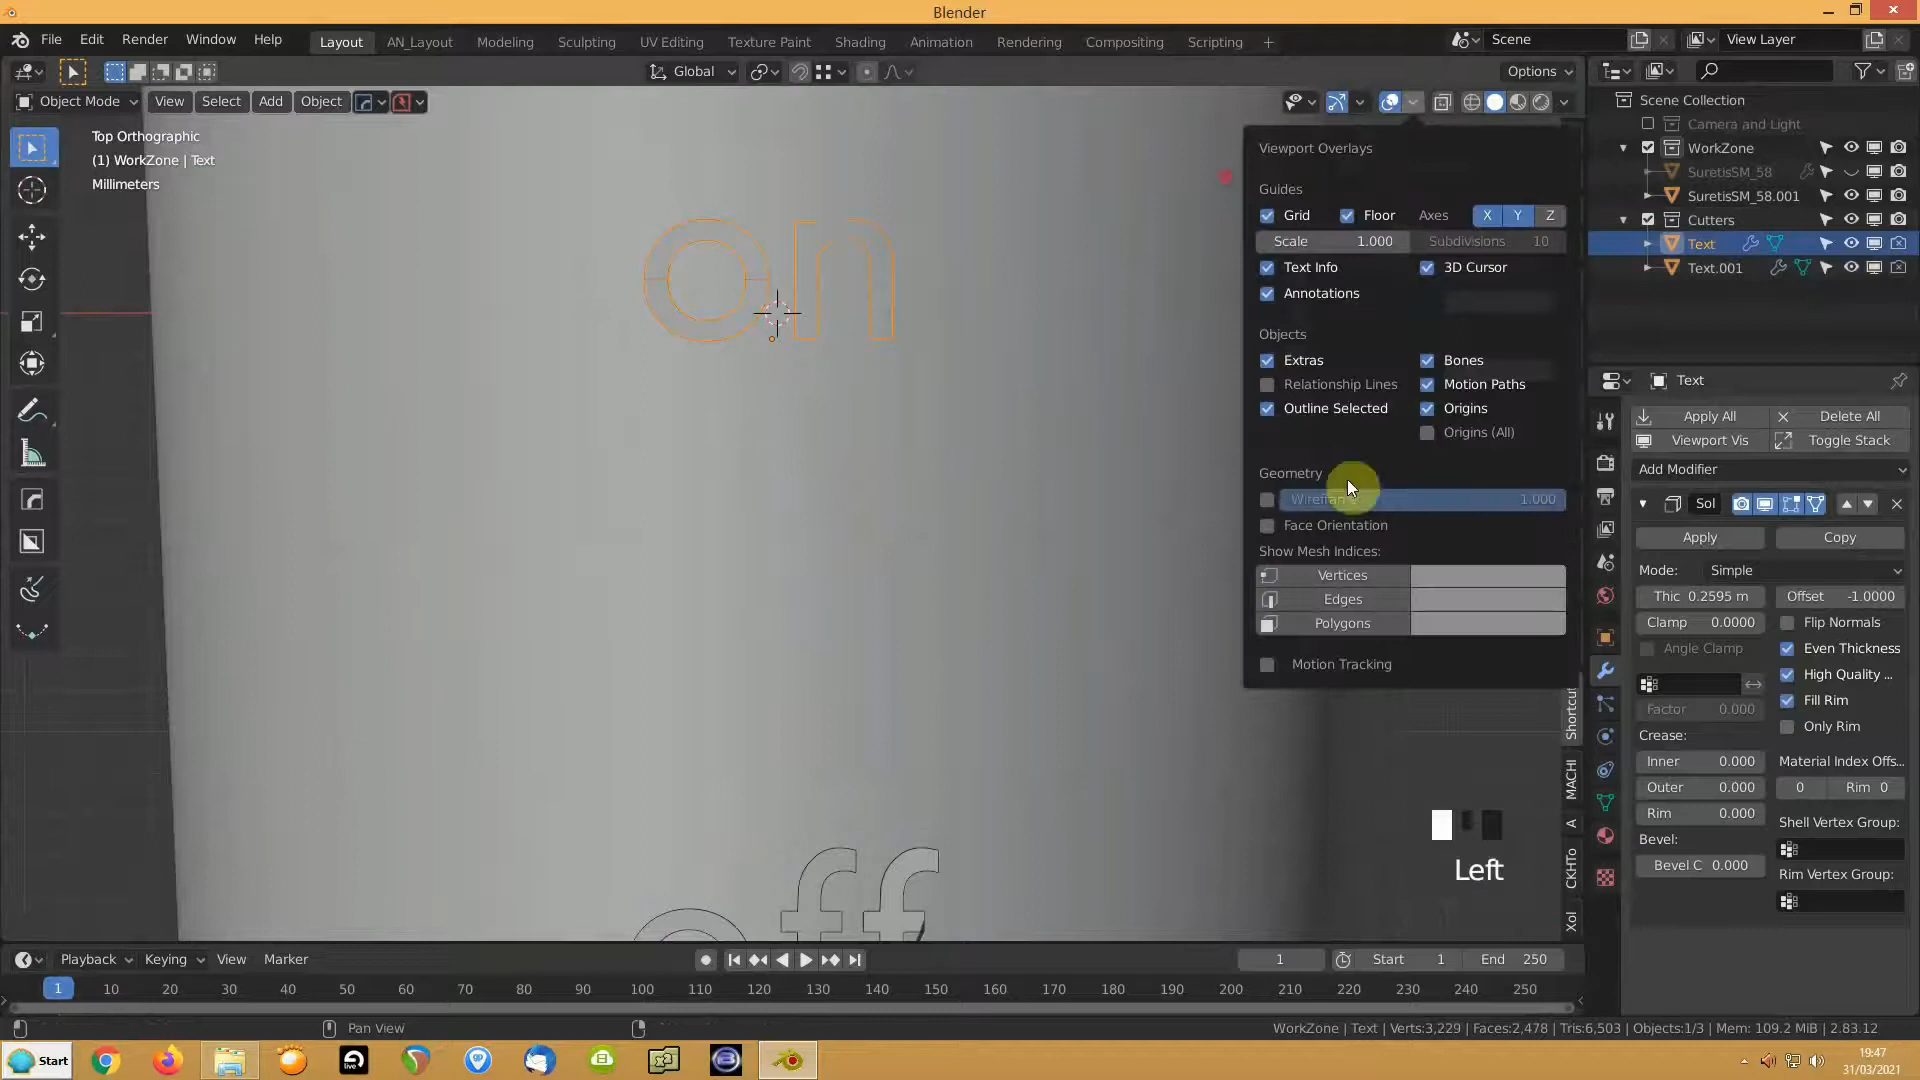 Blender
File Edit Render Window Help
Layout AN_Layout Modeling Sculpting UV Editing Texture Paint Shading Animation Rendering Compositing Scripting +
Scene View Layer
Global Options
Object Mode View Select Add Object
Top Orthographic
(1) WorkZone | Text
Millimeters
on
off
Viewport Overlays
Guides
Grid Floor Axes X Y Z
Scale 1.000 Subdivisions 10
Text Info 3D Cursor
Annotations
Objects
Extras Bones
Relationship Lines Motion Paths
Outline Selected Origins
Origins (All)
Geometry
1.000
Face Orientation
Show Mesh Indices:
Vertices
Edges
Polygons
Motion Tracking
Left
Shortcut
MACHI
A
CKHTo
Xol
Scene Collection
Camera and Light
WorkZone
SuretisSM_58
SuretisSM_58.001
Cutters
Text
Text.001
Text
Apply All Delete All
Viewport Vis Toggle Stack
Add Modifier
Sol
Apply Copy
Mode: Simple
Thic 0.2595 m Offset -1.0000
Clamp 0.0000 Flip Normals
Angle Clamp Even Thickness
High Quality ...
Factor 0.000 Fill Rim
Only Rim
Crease:
Inner 0.000 Material Index Offs...
Outer 0.000 0 Rim 0
Rim 0.000
Shell Vertex Group:
Bevel:
Bevel C 0.000 Rim Vertex Group:
Playback Keying View Marker 1 Start 1 End 250
1 10 20 30 40 50 60 70 80 90 100 110 120 130 140 150 160 170 180 190 200 210 220 230 240 250
Pan View
WorkZone | Text | Verts:3,229 | Faces:2,478 | Tris:6,503 | Objects:1/3 | Mem: 109.2 MiB | 2.83.12
Start live 19:47
31/03/2021